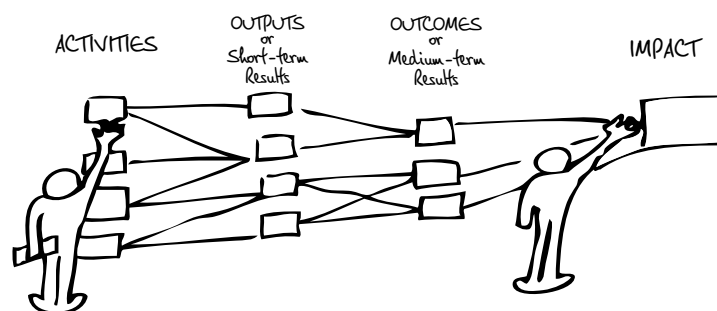 ACTIVITIES
OUTPUTS
or
Short-term
Results
OUTCOMES
or
Medium-term
Results
IMPACT